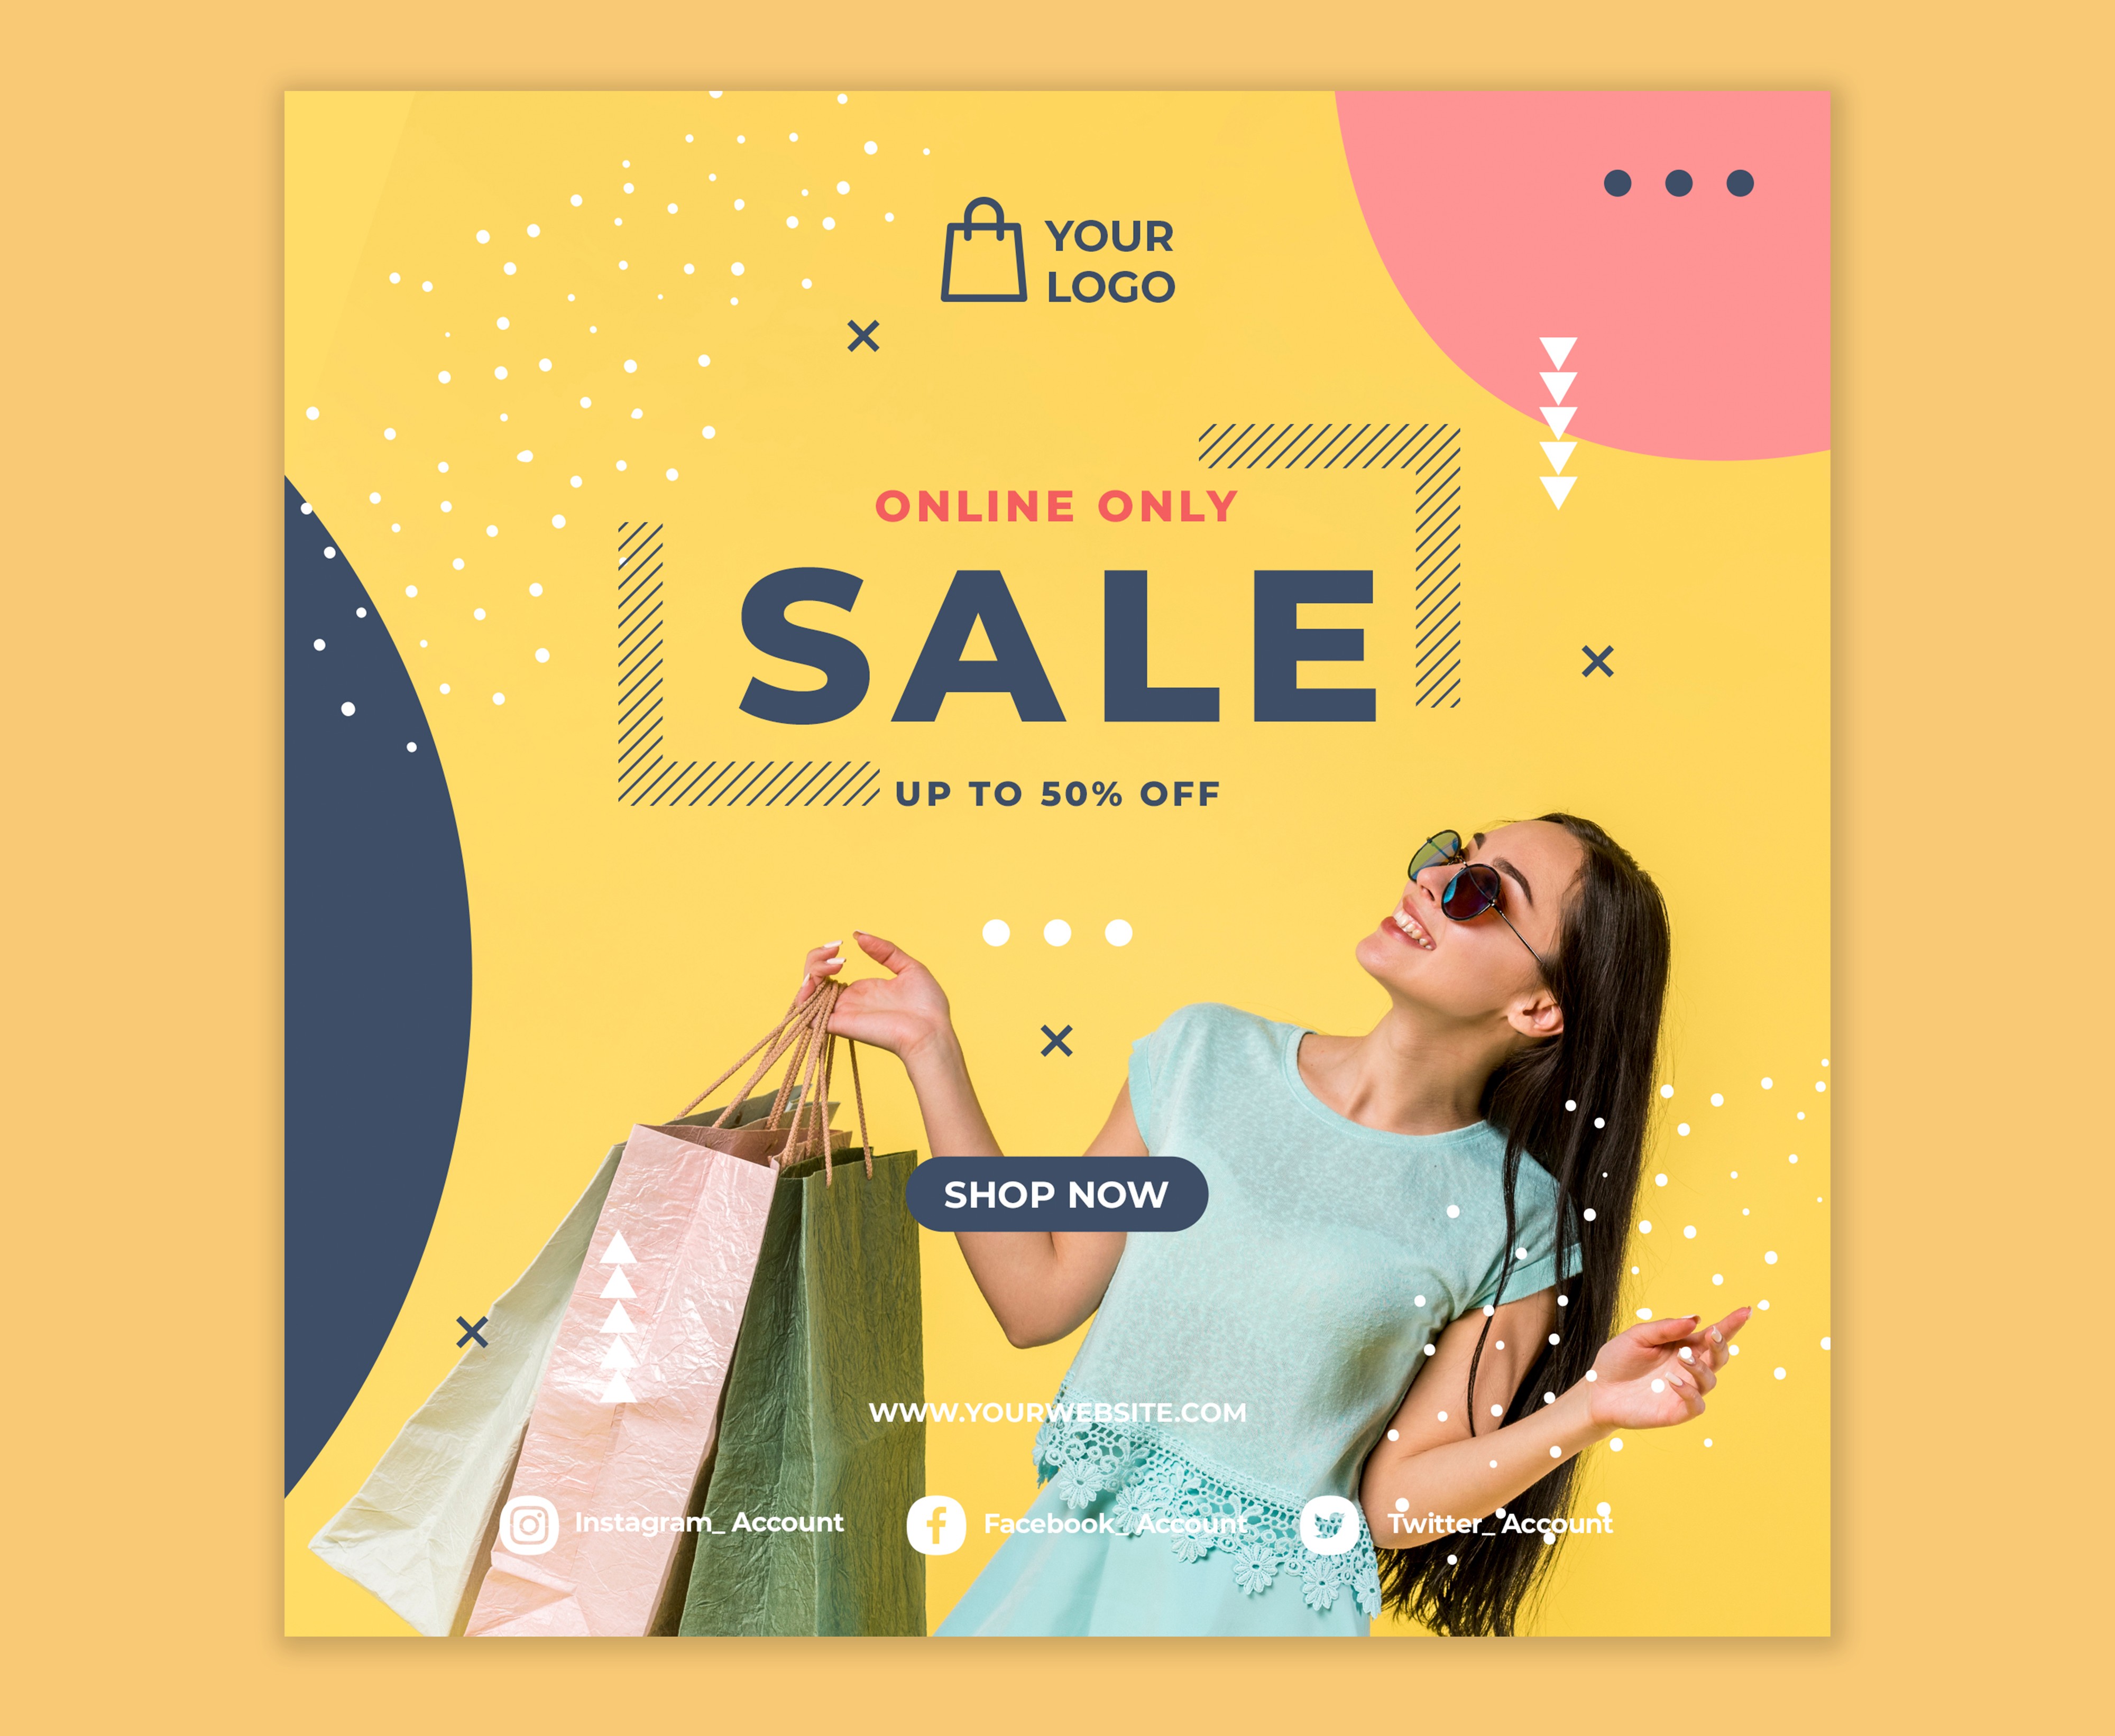 YOUR
LOGO
ONLINE ONLY
SALE
UP TO 50% OFF
SHOP NOW
WWW.YOURWEBSITE.COM
Instagram_ Account
Facebook_ Account
Twitter_ Account